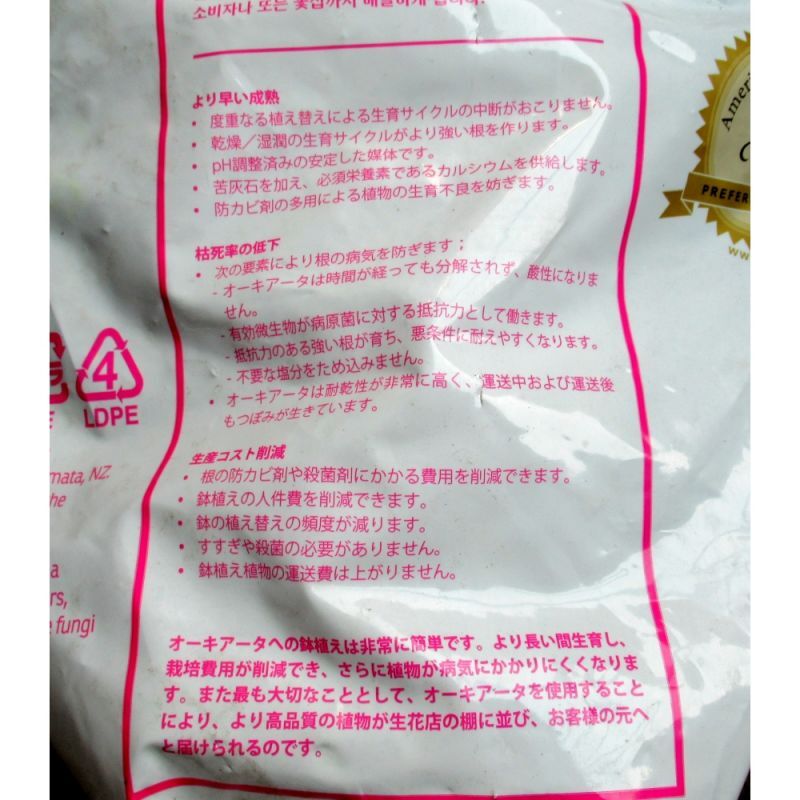 소비자나 또는 꽃집까지 배달하게 됩니다.
より早い成熟
• 度重なる植え替えによる生育サイクルの中断がおこりません。
• 乾燥／湿潤の生育サイクルがより強い根を作ります。
• pH調整済みの安定した媒体です。
• 苦灰石を加え、必須栄養素であるカルシウムを供給します。
• 防カビ剤の多用による植物の生育不良を妨ぎます。
枯死率の低下
• 次の要素により根の病気を防ぎます；
- オーキアータは時間が経っても分解されず、酸性になりま
せん。
- 有効微生物が病原菌に対する抵抗力として働きます。
- 抵抗力のある強い根が育ち、悪条件に耐えやすくなります。
- 不要な塩分をため込みません。
• オーキアータは耐乾性が非常に高く、運送中および運送後
もつぼみが生きています。
生産コスト削減
• 根の防カビ剤や殺菌剤にかかる費用を削減できます。
• 鉢植えの人件費を削減できます。
• 鉢の植え替えの頻度が減ります。
• すすぎや殺菌の必要がありません。
• 鉢植え植物の運送費は上がりません。
オーキアータへの鉢植えは非常に簡単です。より長い間生育し、
栽培費用が削減でき、さらに植物が病気にかかりにくくなりま
す。また最も大切なこととして、オーキアータを使用すること
により、より高品質の植物が生花店の棚に並び、お客様の元へ
と届けられるのです。
4
LDPE
mata, NZ.
he
a
rs,
e fungi
Ameri
PREFER
ww